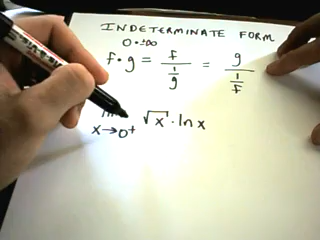 INDETERMINATE FORM
0·±∞
f·g = f / (1/g) = g / (1/f)
x→0⁺ √x · ln x